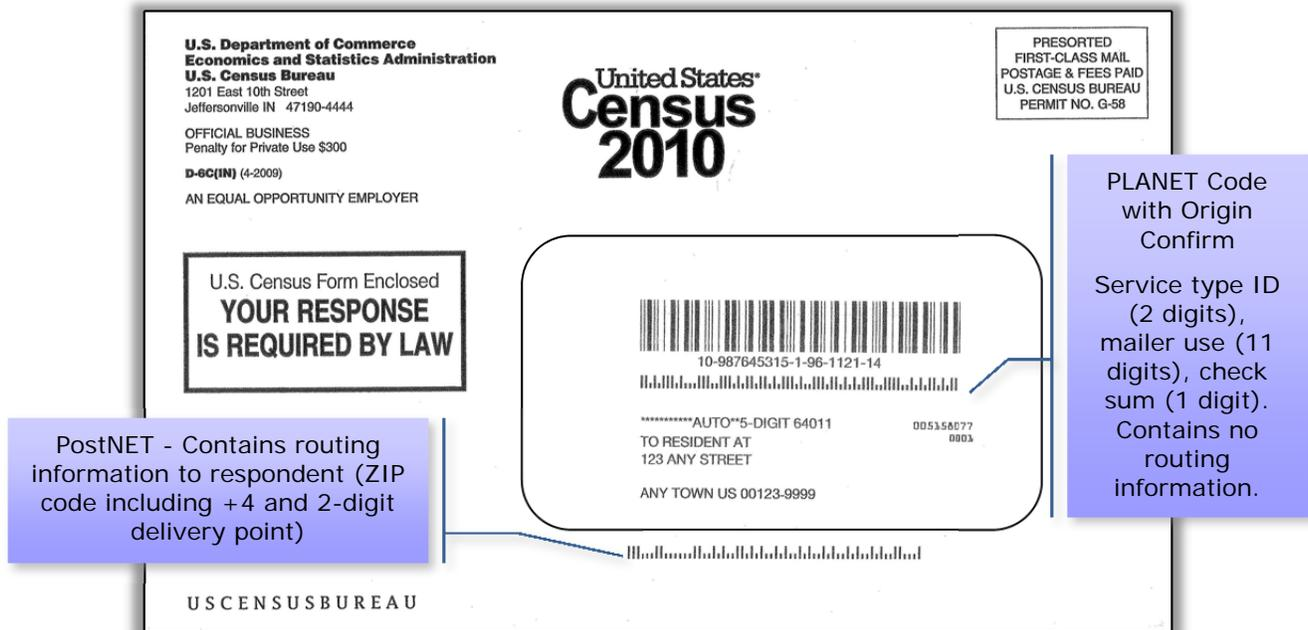 U.S. Department of Commerce
Economics and Statistics Administration
U.S. Census Bureau
1201 East 10th Street
Jeffersonville IN 47190-4444
OFFICIAL BUSINESS
Penalty for Private Use $300
D-6C(IN) (4-2009)
AN EQUAL OPPORTUNITY EMPLOYER
United States®
Census
2010
PRESORTED
FIRST-CLASS MAIL
POSTAGE & FEES PAID
U.S. CENSUS BUREAU
PERMIT NO. G-58
PLANET Code
with Origin
Confirm
Service type ID
(2 digits),
mailer use (11
digits), check
sum (1 digit).
Contains no
routing
information.
U.S. Census Form Enclosed
YOUR RESPONSE
IS REQUIRED BY LAW
10-987645315-1-96-1121-14
***********AUTO**5-DIGIT 64011
TO RESIDENT AT
123 ANY STREET
ANY TOWN US 00123-9999
005158077
0001
PostNET - Contains routing
information to respondent (ZIP
code including +4 and 2-digit
delivery point)
USCENSUSBUREAU